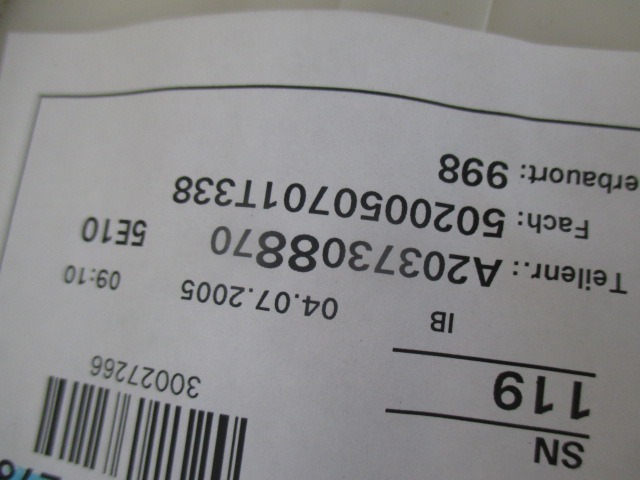 SN
119
30027266
IB 04.07.2005 09:10
Teilenr.: A2037308870 5E10
Fach: 5020050701T338
erbauort: 998